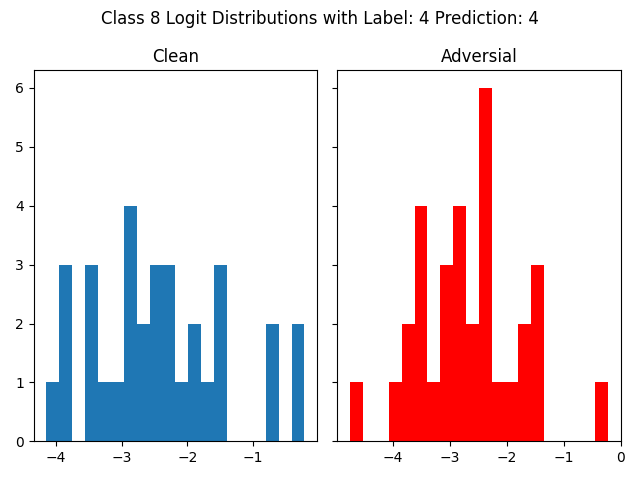 Class 8 Logit Distributions with Label: 4 Prediction: 4
Clean
Adversial
6
5
4
3
2
1
0
−4 −3 −2 −1
−4 −3 −2 −1 0